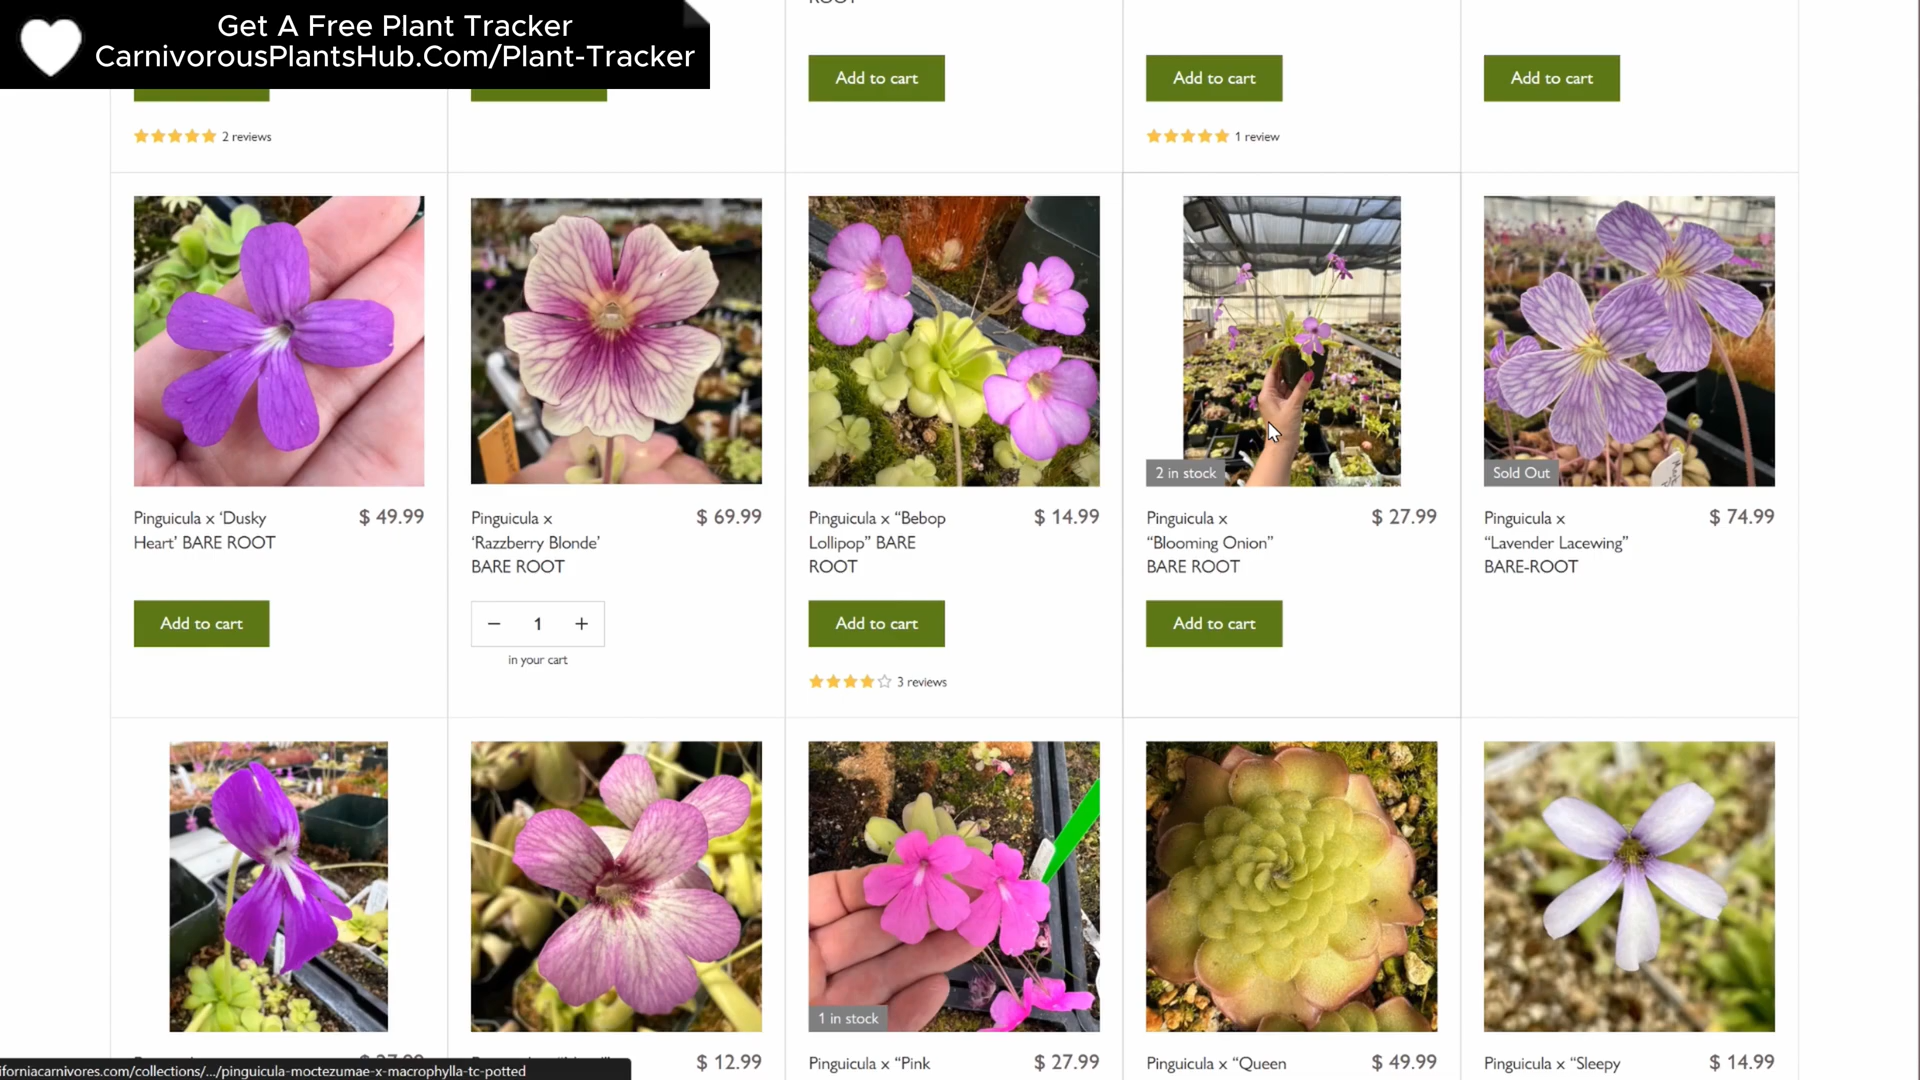 Get A Free Plant Tracker
CarnivorousPlantsHub.Com/Plant-Tracker
ROOT
Add to cart
Add to cart
Add to cart
2 reviews
1 review
2 in stock
Sold Out
Pinguicula x ‘Dusky
Heart’ BARE ROOT
$ 49.99
Pinguicula x
‘Razzberry Blonde’
BARE ROOT
$ 69.99
Pinguicula x “Bebop
Lollipop” BARE
ROOT
$ 14.99
Pinguicula x
“Blooming Onion”
BARE ROOT
$ 27.99
Pinguicula x
“Lavender Lacewing”
BARE-ROOT
$ 74.99
Add to cart
− 1 +
in your cart
Add to cart
Add to cart
3 reviews
1 in stock
$ 27.99
$ 12.99
Pinguicula x “Pink
$ 27.99
Pinguicula x “Queen
$ 49.99
Pinguicula x “Sleepy
$ 14.99
iforniacarnivores.com/collections/.../pinguicula-moctezumae-x-macrophylla-tc-potted